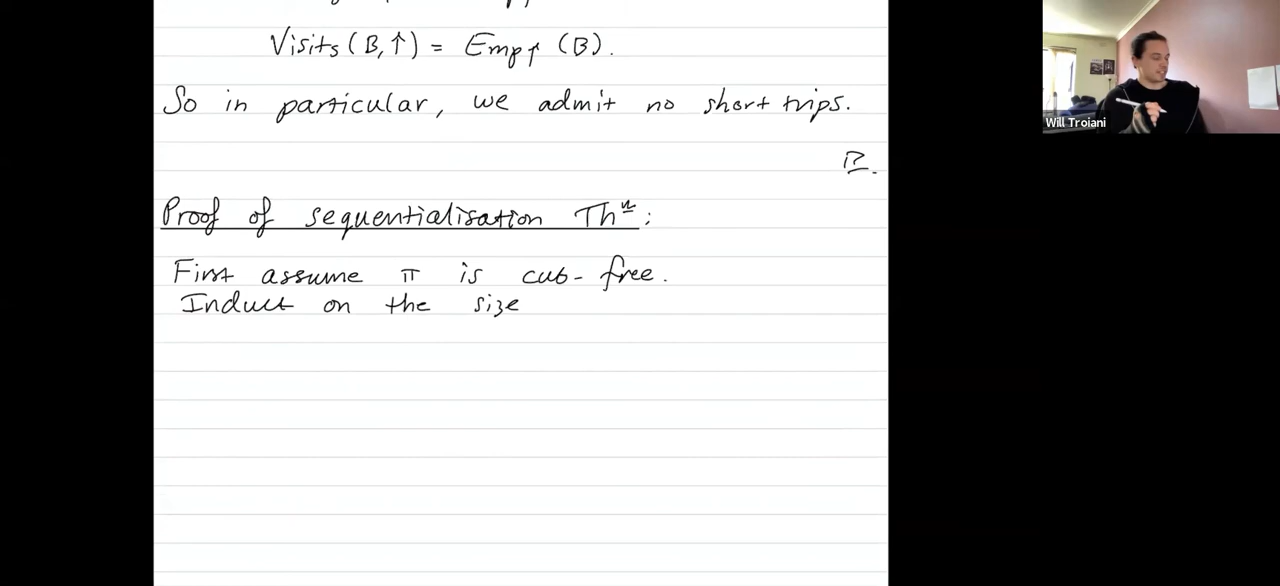 Visits (B, ↑) = Emp↑ (B).
So in particular, we admit no short trips.
Proof of sequentialisation Thm:
First assume π is cut-free.
Induct on the size
Will Troiani